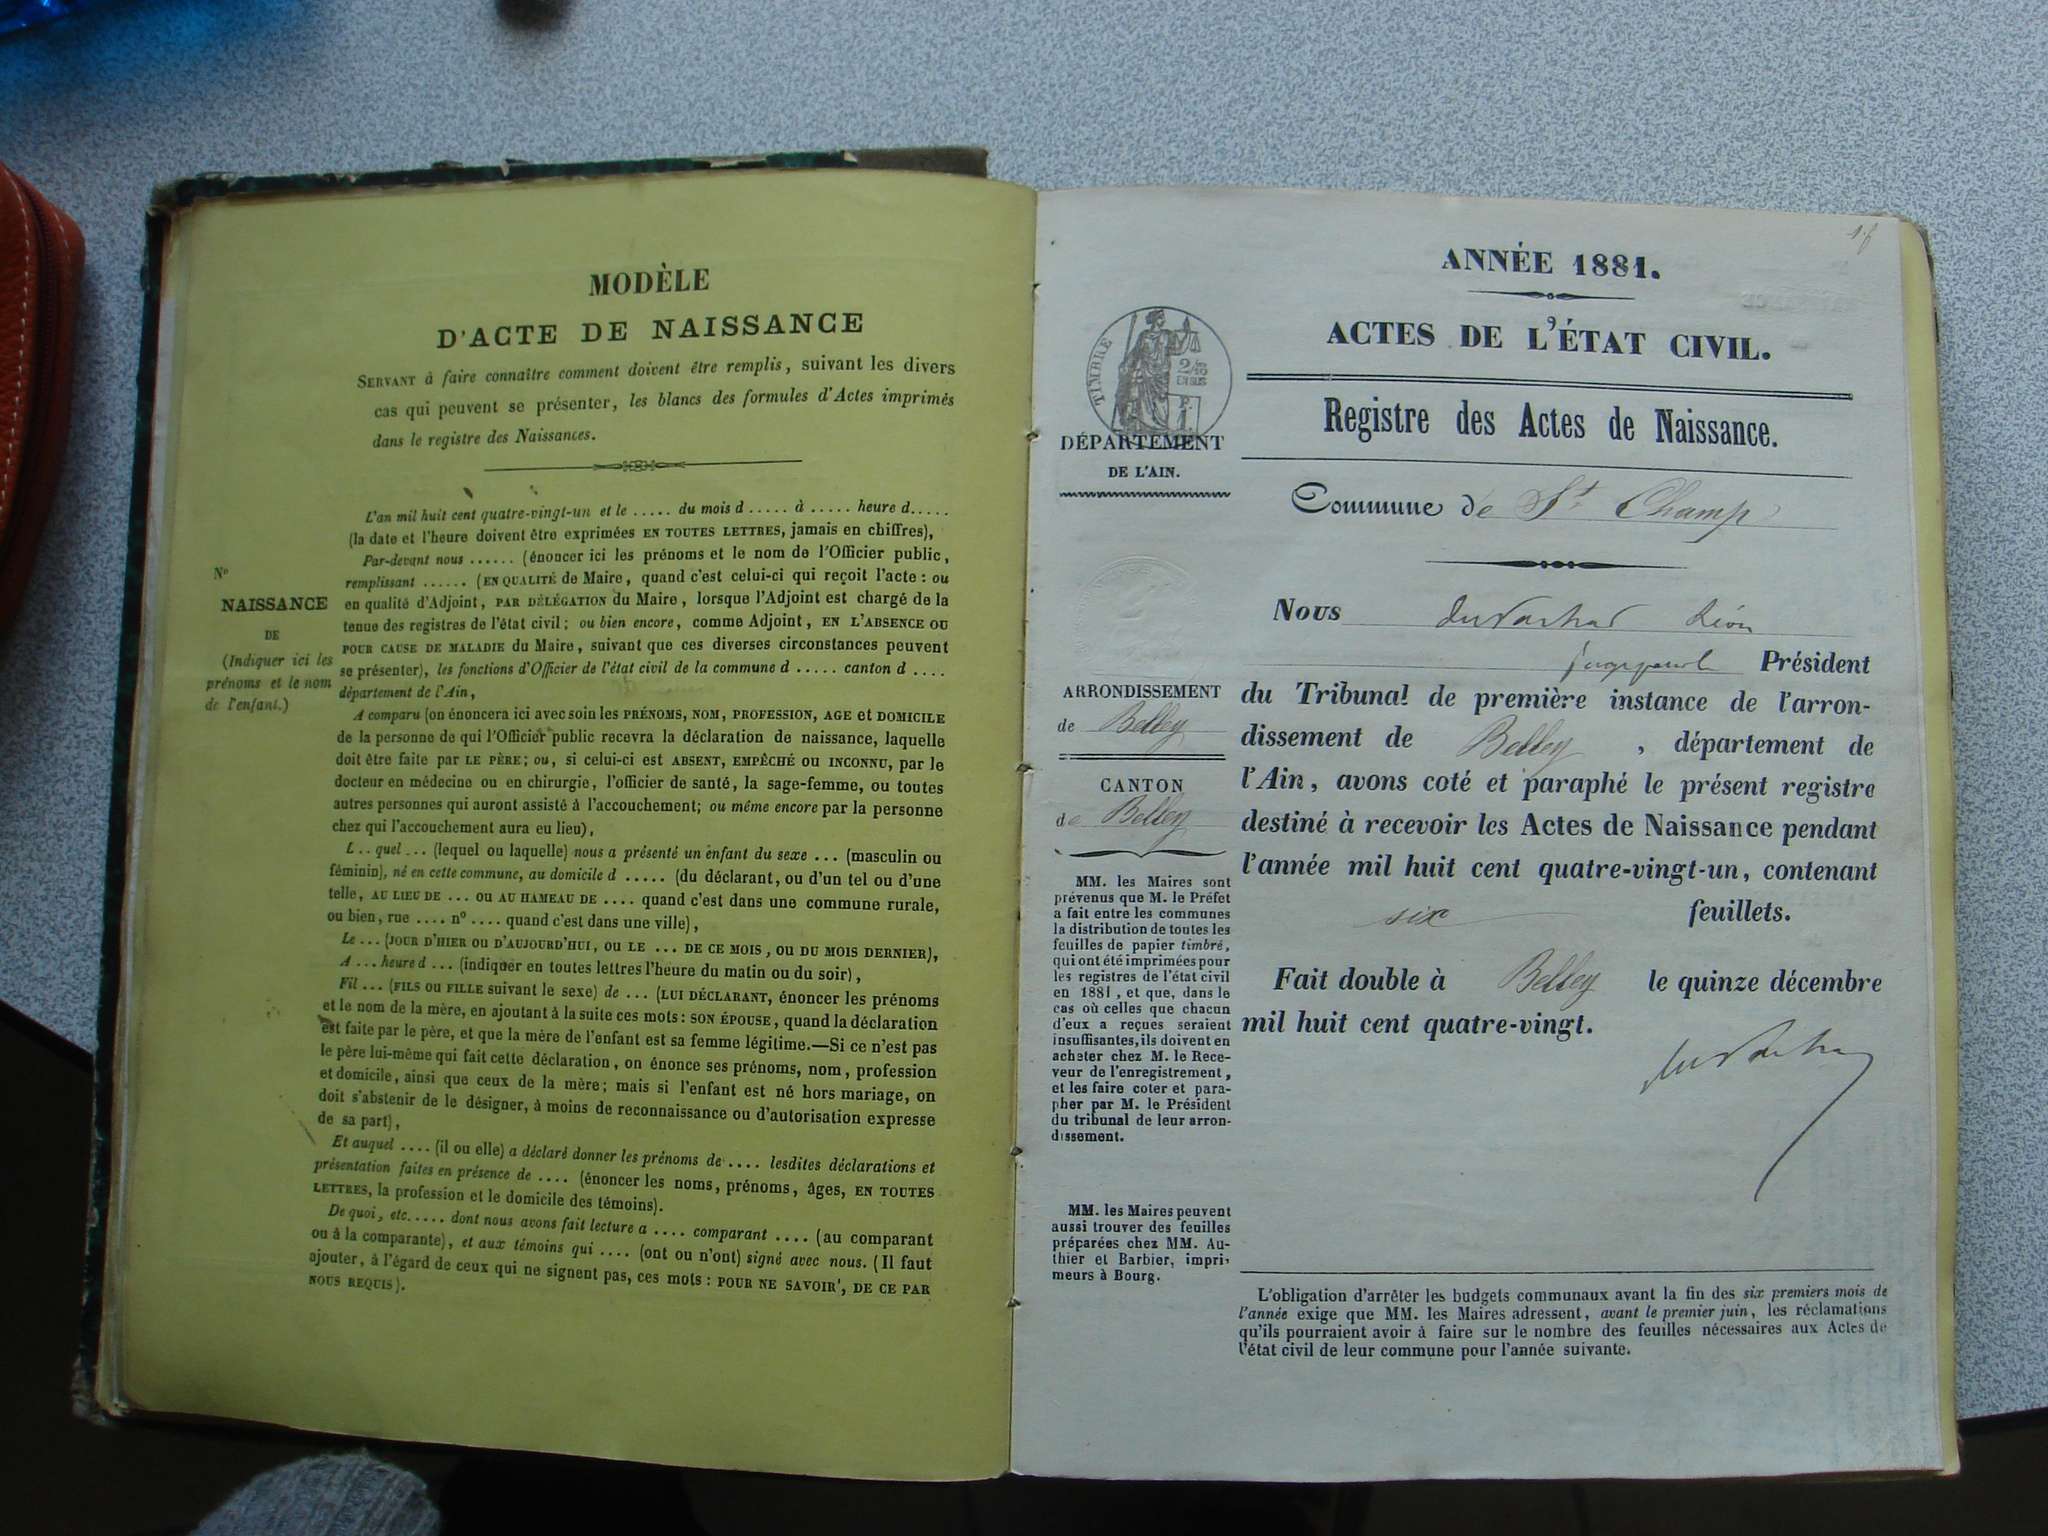 MODÈLE
D'ACTE DE NAISSANCE
SERVANT à faire connaître comment doivent être remplis, suivant les divers
cas qui peuvent se présenter, les blancs des formules d'Actes imprimés
dans le registre des Naissances.
N°
NAISSANCE
DE
(Indiquer ici les
prénoms et le nom
de l'enfant.)
L'an mil huit cent quatre-vingt-un et le ..... du mois d ..... à ..... heure d.....
(la date et l'heure doivent être exprimées EN TOUTES LETTRES, jamais en chiffres),
Par-devant nous ...... (énoncer ici les prénoms et le nom de l'Officier public,
remplissant ...... (EN QUALITÉ de Maire, quand c'est celui-ci qui reçoit l'acte : ou
en qualité d'Adjoint, PAR DÉLÉGATION du Maire, lorsque l'Adjoint est chargé de la
tenue des registres de l'état civil ; ou bien encore, comme Adjoint, EN L'ABSENCE OU
POUR CAUSE DE MALADIE du Maire, suivant que ces diverses circonstances peuvent
se présenter), les fonctions d'Officier de l'état civil de la commune d ..... canton d ....
département de l'Ain,
A comparu (on énoncera ici avec soin les PRÉNOMS, NOM, PROFESSION, AGE et DOMICILE
de la personne de qui l'Officier public recevra la déclaration de naissance, laquelle
doit être faite par LE PÈRE ; ou, si celui-ci est ABSENT, EMPÊCHÉ ou INCONNU, par le
docteur en médecine ou en chirurgie, l'officier de santé, la sage-femme, ou toutes
autres personnes qui auront assisté à l'accouchement; ou même encore par la personne
chez qui l'accouchement aura eu lieu),
L .. quel ... (lequel ou laquelle) nous a présenté un enfant du sexe ... (masculin ou
féminin), né en cette commune, au domicile d ..... (du déclarant, ou d'un tel ou d'une
telle, AU LIEU DE ... OU AU HAMEAU DE .... quand c'est dans une commune rurale,
ou bien, rue .... n° .... quand c'est dans une ville),
Le ... (JOUR D'HIER OU D'AUJOURD'HUI, OU LE ... DE CE MOIS, OU DU MOIS DERNIER),
A ... heure d ... (indiquer en toutes lettres l'heure du matin ou du soir),
Fil ... (FILS ou FILLE suivant le sexe) de ... (LUI DÉCLARANT, énoncer les prénoms
et le nom de la mère, en ajoutant à la suite ces mots : SON ÉPOUSE, quand la déclaration
est faite par le père, et que la mère de l'enfant est sa femme légitime.—Si ce n'est pas
le père lui-même qui fait cette déclaration, on énonce ses prénoms, nom, profession
et domicile, ainsi que ceux de la mère ; mais si l'enfant est né hors mariage, on
doit s'abstenir de le désigner, à moins de reconnaissance ou d'autorisation expresse
de sa part),
Et auquel .... (il ou elle) a déclaré donner les prénoms de .... lesdites déclarations et
présentation faites en présence de .... (énoncer les noms, prénoms, âges, EN TOUTES
LETTRES, la profession et le domicile des témoins).
De quoi, etc..... dont nous avons fait lecture a .... comparant .... (au comparant
ou à la comparante), et aux témoins qui .... (ont ou n'ont) signé avec nous. (Il faut
ajouter, à l'égard de ceux qui ne signent pas, ces mots : POUR NE SAVOIR, DE CE PAR
NOUS REQUIS).
ANNÉE 1881.
ACTES DE L'ÉTAT CIVIL.
Registre des Actes de Naissance.
TIMBRE
2/10
EN SUS
DÉPARTEMENT
DE L'AIN.
Commune de St Champ
Nous Léon
Président
du Tribunal de première instance de l'arron-
dissement de Belley, département de
l'Ain, avons coté et paraphé le présent registre
destiné à recevoir les Actes de Naissance pendant
l'année mil huit cent quatre-vingt-un, contenant
six feuillets.
Fait double à Belley le quinze décembre
mil huit cent quatre-vingt.
ARRONDISSEMENT
de Belley
CANTON
de Belley
MM. les Maires sont
prévenus que M. le Préfet
a fait entre les communes
la distribution de toutes les
feuilles de papier timbré,
qui ont été imprimées pour
les registres de l'état civil
en 1881, et que, dans le
cas où celles que chacun
d'eux a reçues seraient
insuffisantes, ils doivent en
acheter chez M. le Rece-
veur de l'enregistrement,
et les faire coter et para-
pher par M. le Président
du tribunal de leur arron-
dissement.
MM. les Maires peuvent
aussi trouver des feuilles
préparées chez MM. Au-
thier et Barbier, impri-
meurs à Bourg.
L'obligation d'arrêter les budgets communaux avant la fin des six premiers mois de
l'année exige que MM. les Maires adressent, avant le premier juin, les réclamations
qu'ils pourraient avoir à faire sur le nombre des feuilles nécessaires aux Actes de
l'état civil de leur commune pour l'année suivante.